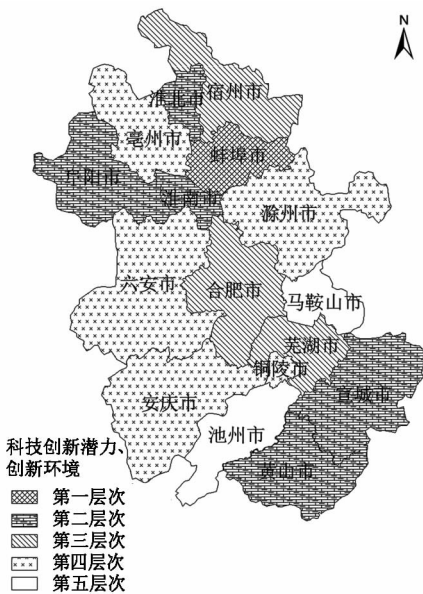 N
宿州市
淮北市
亳州市
蚌埠市
阜阳市
淮南市
滁州市
六安市
合肥市
马鞍山市
芜湖市
铜陵市
宣城市
安庆市
池州市
黄山市
科技创新潜力、
创新环境
第一层次
第二层次
第三层次
第四层次
第五层次